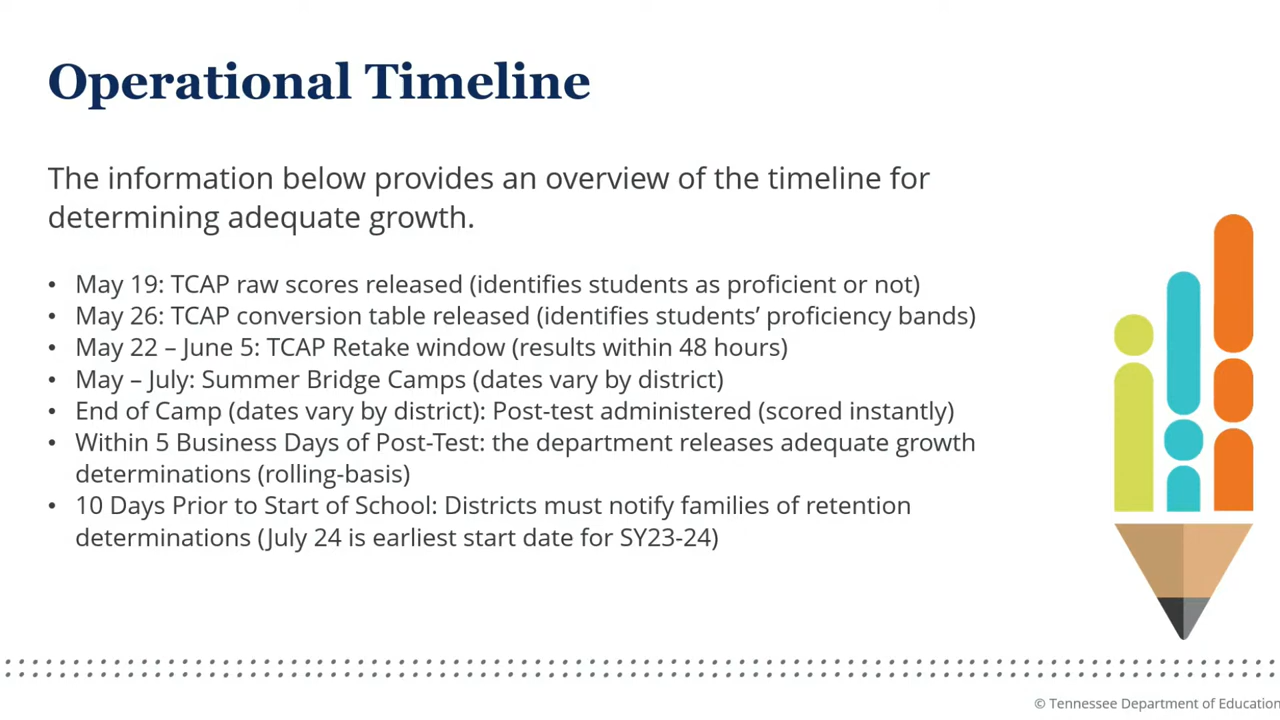 Operational Timeline
The information below provides an overview of the timeline for
determining adequate growth.
• May 19: TCAP raw scores released (identifies students as proficient or not)
• May 26: TCAP conversion table released (identifies students’ proficiency bands)
• May 22 – June 5: TCAP Retake window (results within 48 hours)
• May – July: Summer Bridge Camps (dates vary by district)
• End of Camp (dates vary by district): Post-test administered (scored instantly)
• Within 5 Business Days of Post-Test: the department releases adequate growth
determinations (rolling-basis)
• 10 Days Prior to Start of School: Districts must notify families of retention
determinations (July 24 is earliest start date for SY23-24)
© Tennessee Department of Education